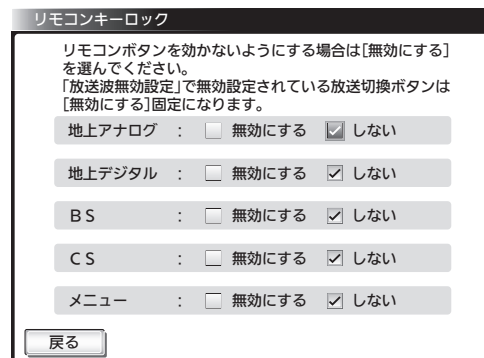 リモコンキーロック
リモコンボタンを効かないようにする場合は[無効にする]
を選んでください。
「放送波無効設定」で無効設定されている放送切換ボタンは
[無効にする]固定になります。
地上アナログ : 無効にする しない
地上デジタル : 無効にする しない
BS : 無効にする しない
CS : 無効にする しない
メニュー : 無効にする しない
戻る